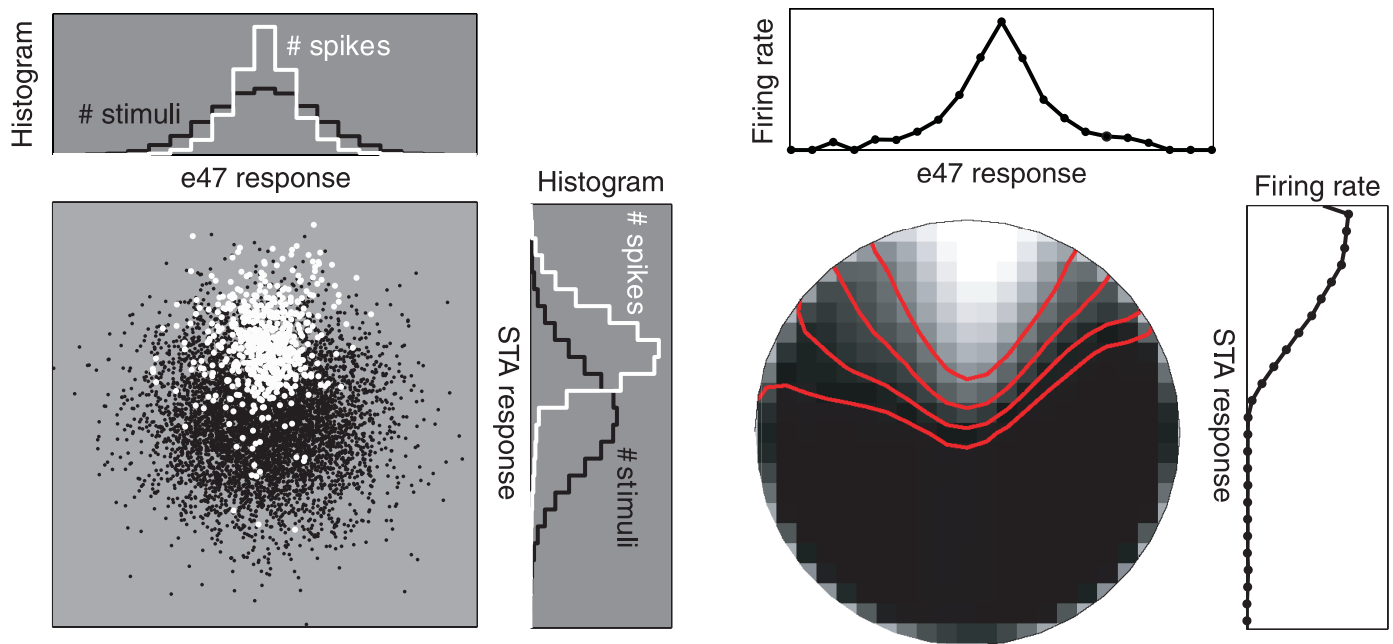 Histogram
# spikes
# stimuli
e47 response
Histogram
# spikes
STA response
#stimuli
Firing rate
e47 response
Firing rate
STA response